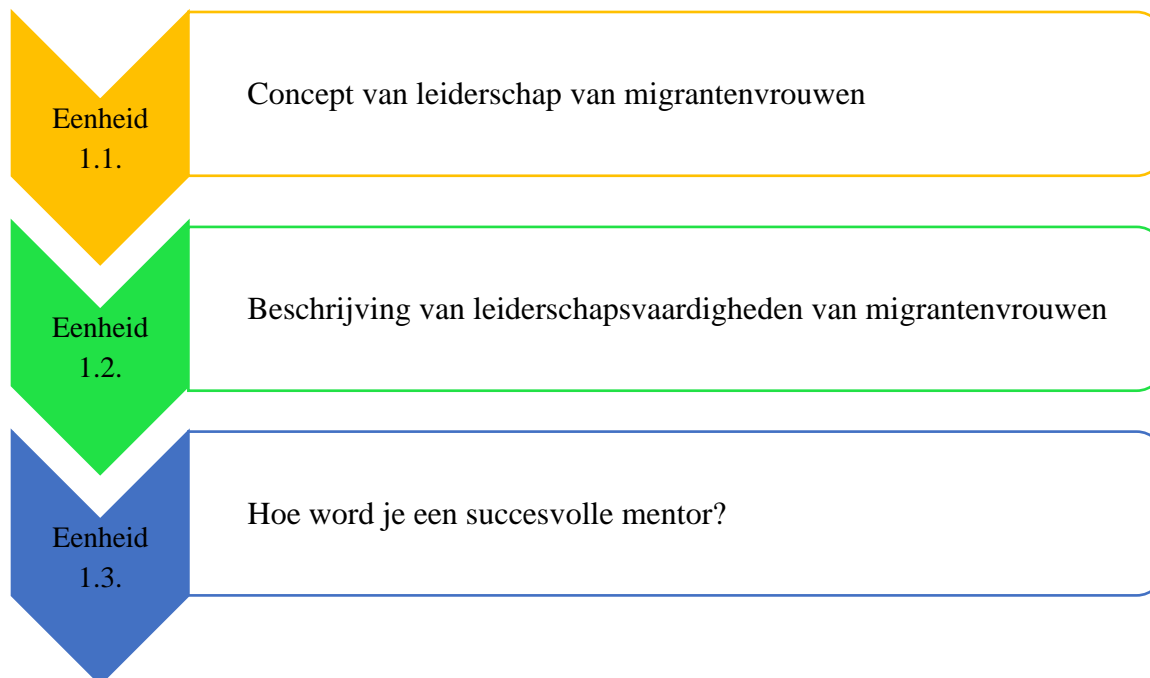 Eenheid
1.1.
Concept van leiderschap van migrantenvrouwen
Eenheid
1.2.
Beschrijving van leiderschapsvaardigheden van migrantenvrouwen
Eenheid
1.3.
Hoe word je een succesvolle mentor?